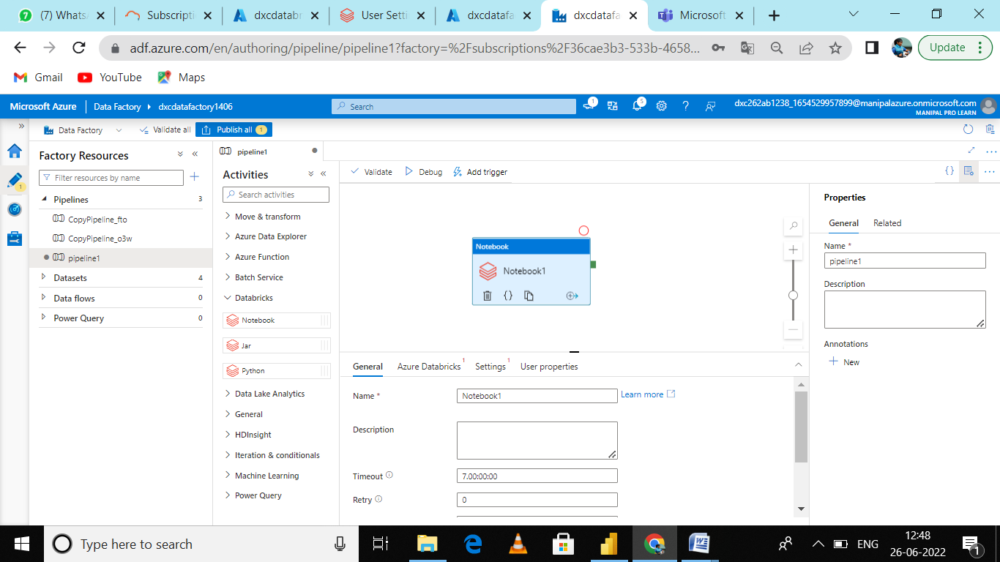 (7) Whats
Subscripti
dxcdatabr
User Setti
dxcdatafa
dxcdatafa
Microsoft
adf.azure.com/en/authoring/pipeline/pipeline1?factory=%2Fsubscriptions%2F36cae3b3-533b-4658...
Update
Gmail
YouTube
Maps
Microsoft Azure
Data Factory
dxcdatafactory1406
Search
1
5
dxc262ab1238_1654529957899@manipalazure.onmicrosoft.com
MANIPAL PRO LEARN
Data Factory
Validate all
Publish all
1
1
Factory Resources
Filter resources by name
Pipelines 3
CopyPipeline_fto
CopyPipeline_o3w
pipeline1
Datasets 4
Data flows 0
Power Query 0
pipeline1
Activities
Search activities
Move & transform
Azure Data Explorer
Azure Function
Batch Service
Databricks
Notebook
Jar
Python
Data Lake Analytics
General
HDInsight
Iteration & conditionals
Machine Learning
Power Query
Validate
Debug
Add trigger
Notebook
Notebook1
General
Azure Databricks 1
Settings 1
User properties
Name *
Notebook1
Learn more
Description
Timeout
7.00:00:00
Retry
0
Properties
General
Related
Name *
pipeline1
Description
Annotations
New
Type here to search
ENG
12:48
26-06-2022
1